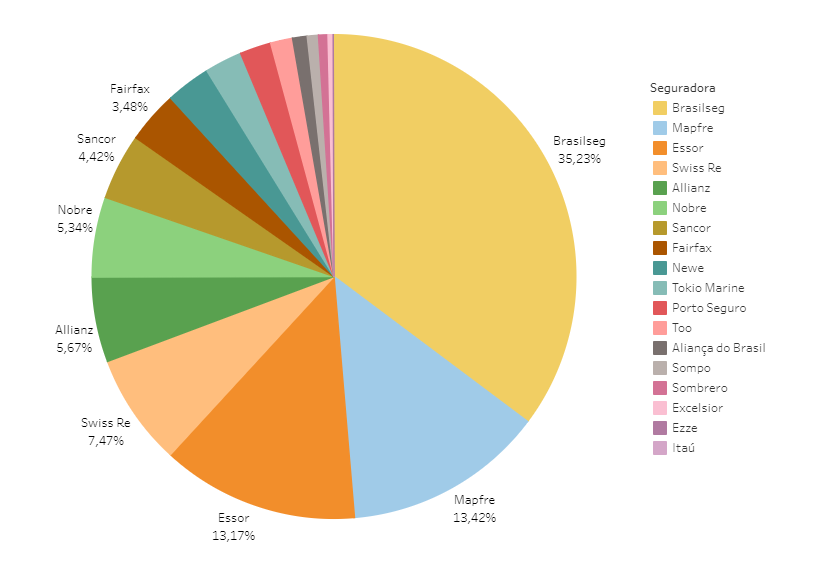 Fairfax
3,48%
Sancor
4,42%
Nobre
5,34%
Allianz
5,67%
Swiss Re
7,47%
Essor
13,17%
Mapfre
13,42%
Brasilseg
35,23%
Seguradora
Brasilseg
Mapfre
Essor
Swiss Re
Allianz
Nobre
Sancor
Fairfax
Newe
Tokio Marine
Porto Seguro
Too
Aliança do Brasil
Sompo
Sombrero
Excelsior
Ezze
Itaú